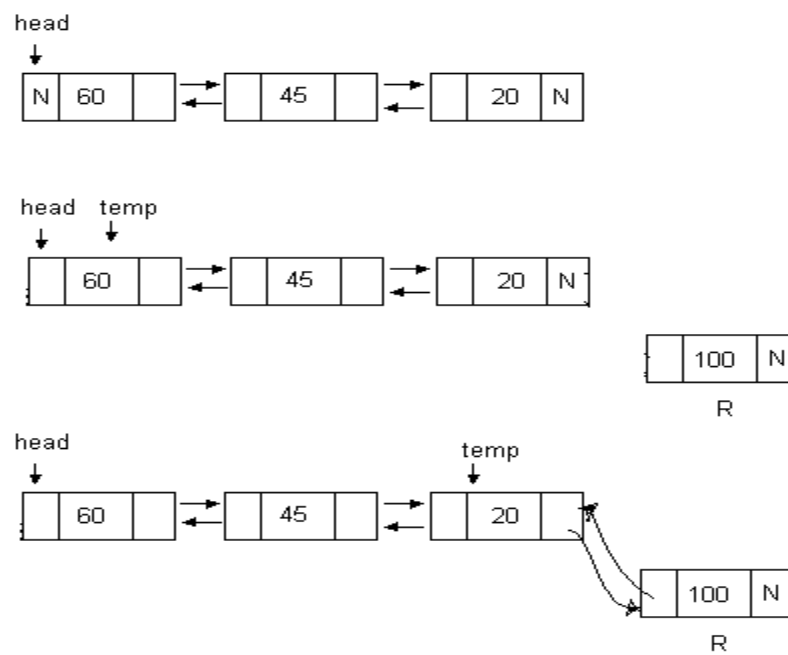 head
N 60 45 20 N
head temp
60 45 20 N
100 N
R
head
temp
60 45 20
100 N
R